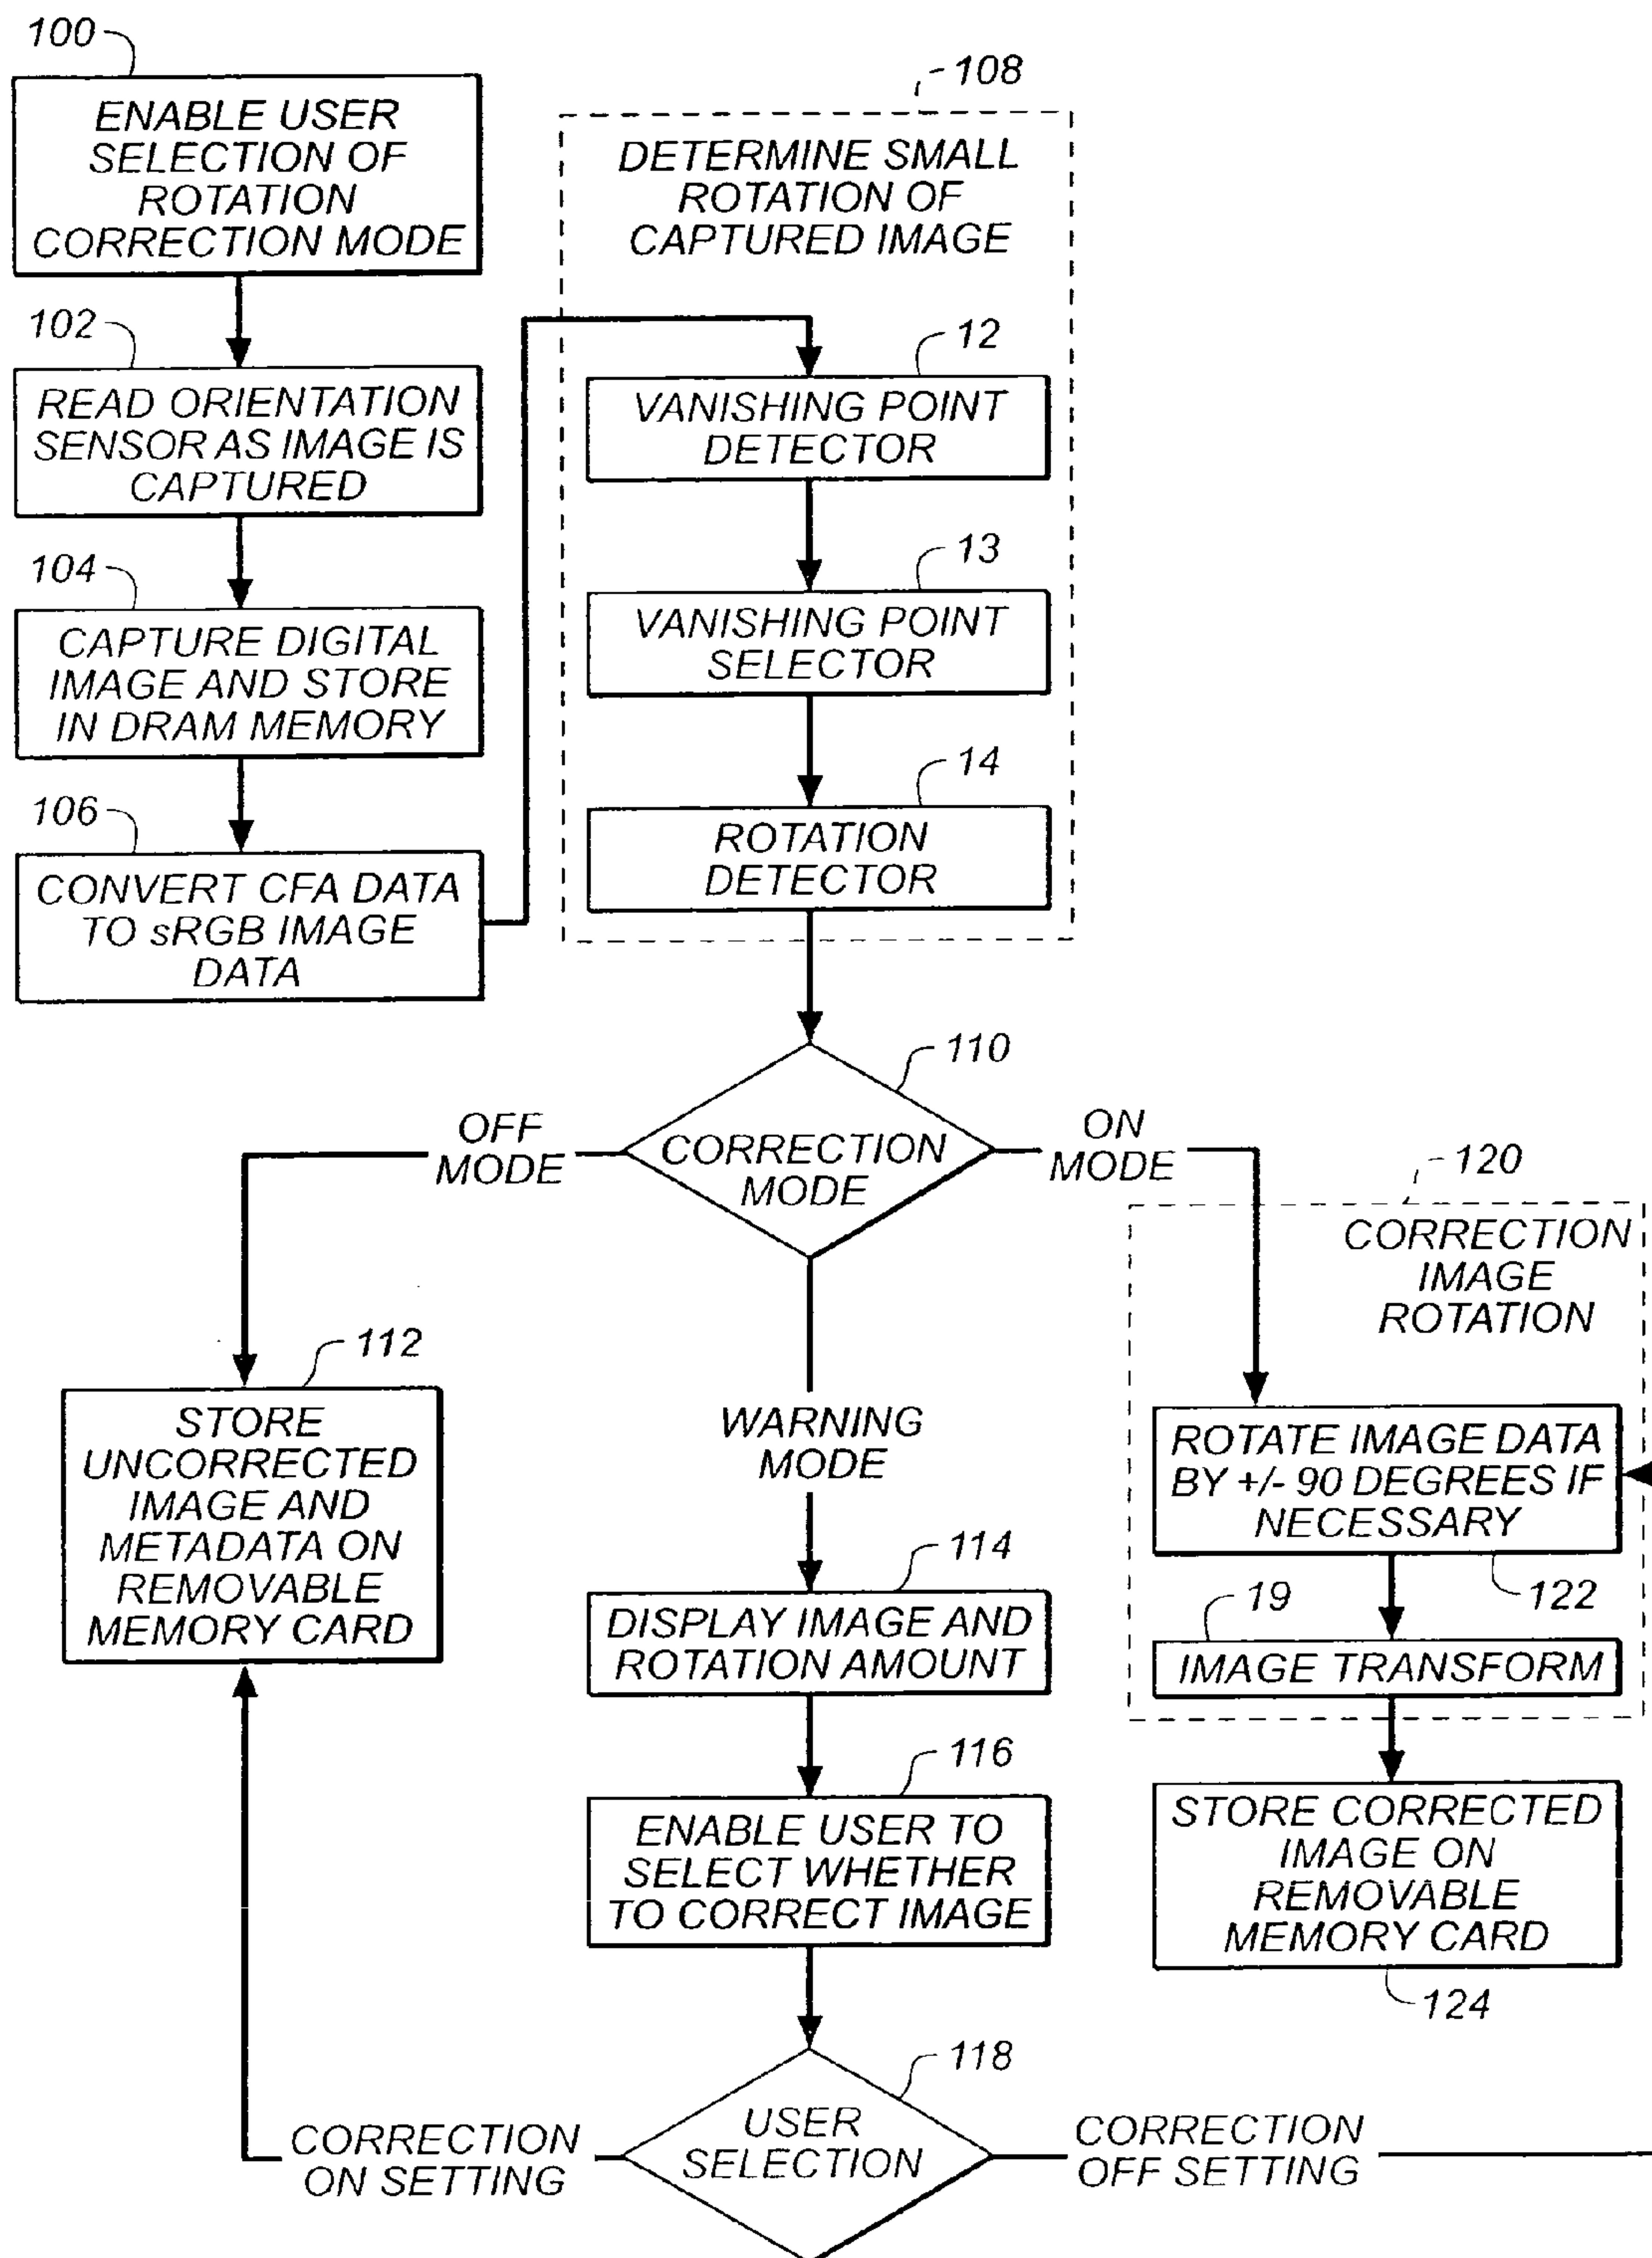 100
ENABLE USER
SELECTION OF
ROTATION
CORRECTION MODE
102
READ ORIENTATION
SENSOR AS IMAGE IS
CAPTURED
104
CAPTURE DIGITAL
IMAGE AND STORE
IN DRAM MEMORY
106
CONVERT CFA DATA
TO sRGB IMAGE
DATA
108
DETERMINE SMALL
ROTATION OF
CAPTURED IMAGE
12
VANISHING POINT
DETECTOR
13
VANISHING POINT
SELECTOR
14
ROTATION
DETECTOR
110
CORRECTION
MODE
OFF
MODE
ON
MODE
112
STORE
UNCORRECTED
IMAGE AND
METADATA ON
REMOVABLE
MEMORY CARD
WARNING
MODE
114
DISPLAY IMAGE AND
ROTATION AMOUNT
116
ENABLE USER TO
SELECT WHETHER
TO CORRECT IMAGE
118
USER
SELECTION
CORRECTION
ON SETTING
CORRECTION
OFF SETTING
120
CORRECTION
IMAGE
ROTATION
ROTATE IMAGE DATA
BY +/- 90 DEGREES IF
NECESSARY
122
19
IMAGE TRANSFORM
STORE CORRECTED
IMAGE ON
REMOVABLE
MEMORY CARD
124